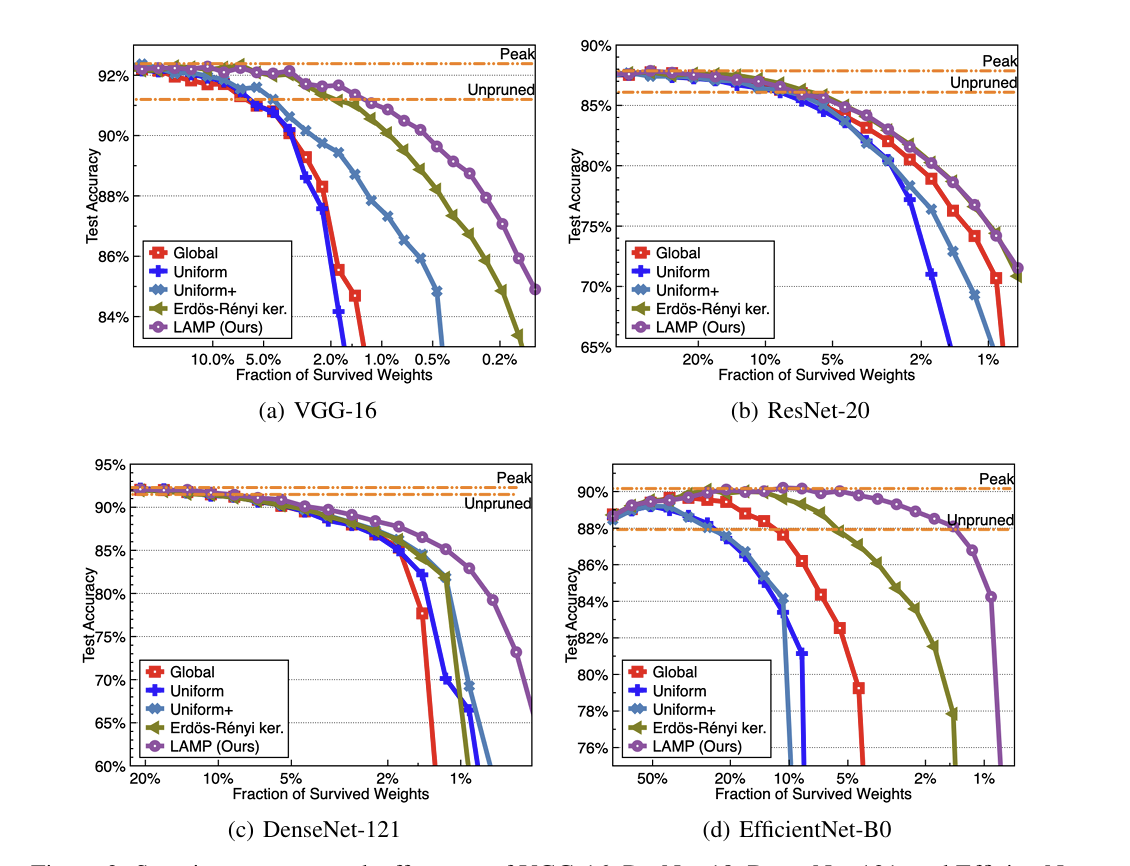 92%
90%
88%
86%
84%
Test Accuracy
Peak
Unpruned
Global
Uniform
Uniform+
Erdös-Rényi ker.
LAMP (Ours)
10.0% 5.0% 2.0% 1.0% 0.5% 0.2%
Fraction of Survived Weights
(a) VGG-16
90%
85%
80%
75%
70%
65%
Test Accuracy
Peak
Unpruned
Global
Uniform
Uniform+
Erdös-Rényi ker.
LAMP (Ours)
20% 10% 5% 2% 1%
Fraction of Survived Weights
(b) ResNet-20
95%
90%
85%
80%
75%
70%
65%
60%
Test Accuracy
Peak
Unpruned
Global
Uniform
Uniform+
Erdös-Rényi ker.
LAMP (Ours)
20% 10% 5% 2% 1%
Fraction of Survived Weights
(c) DenseNet-121
90%
88%
86%
84%
82%
80%
78%
76%
Test Accuracy
Peak
Unpruned
Global
Uniform
Uniform+
Erdös-Rényi ker.
LAMP (Ours)
50% 20% 10% 5% 2% 1%
Fraction of Survived Weights
(d) EfficientNet-B0